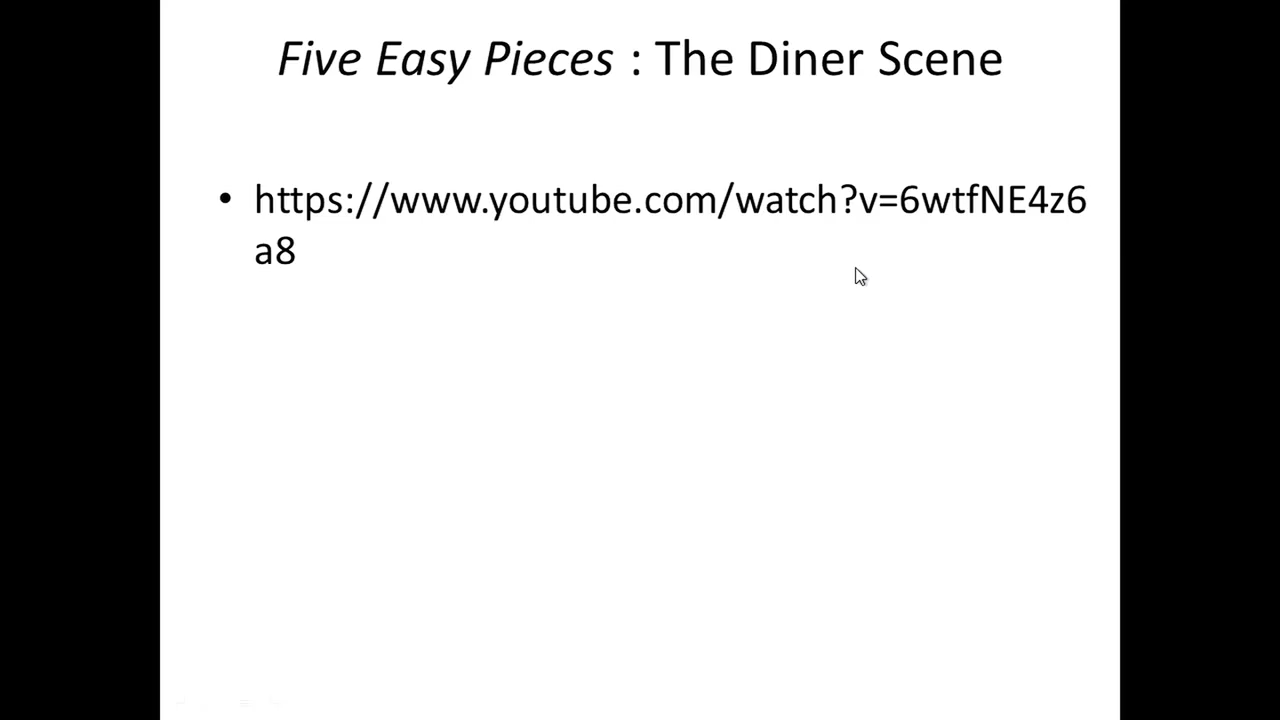 Five Easy Pieces : The Diner Scene
• https://www.youtube.com/watch?v=6wtfNE4z6
a8